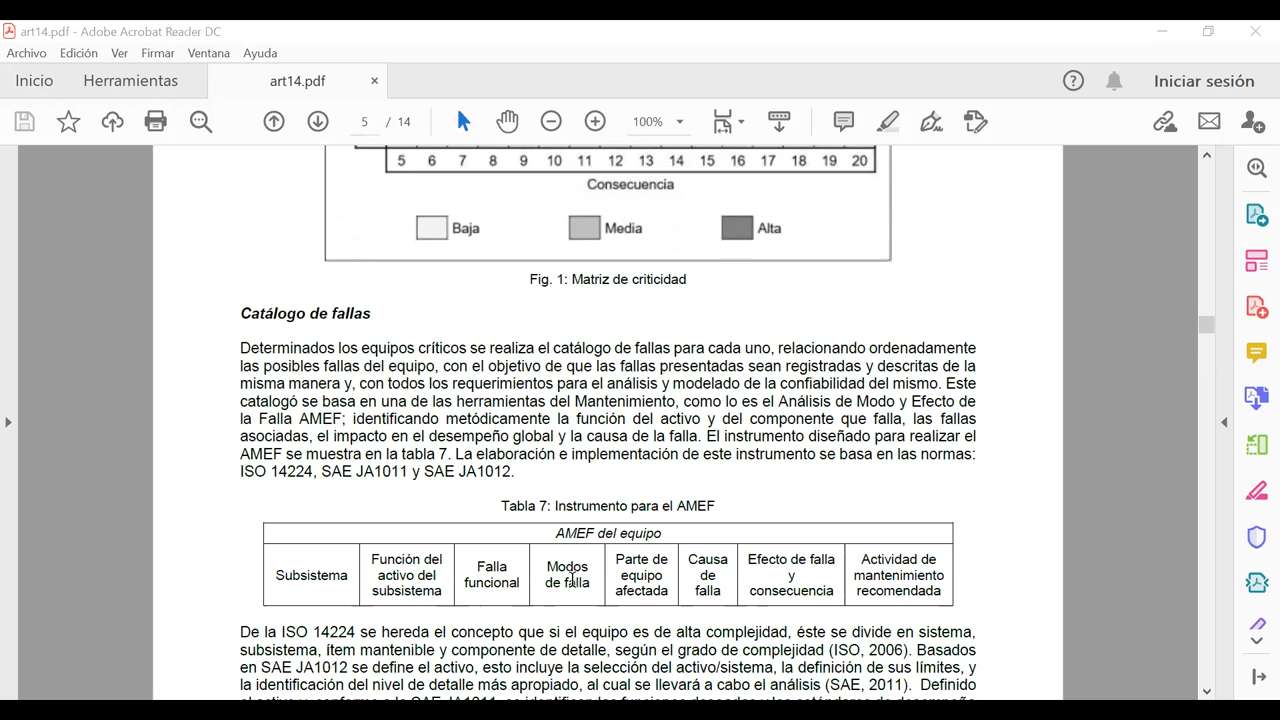 art14.pdf - Adobe Acrobat Reader DC
Archivo Edición Ver Firmar Ventana Ayuda
Inicio Herramientas art14.pdf × Iniciar sesión
5 / 14 100%
5 6 7 8 9 10 11 12 13 14 15 16 17 18 19 20
Consecuencia
Baja Media Alta
Fig. 1: Matriz de criticidad
Catálogo de fallas
Determinados los equipos críticos se realiza el catálogo de fallas para cada uno, relacionando ordenadamente
las posibles fallas del equipo, con el objetivo de que las fallas presentadas sean registradas y descritas de la
misma manera y, con todos los requerimientos para el análisis y modelado de la confiabilidad del mismo. Este
catalogó se basa en una de las herramientas del Mantenimiento, como lo es el Análisis de Modo y Efecto de
la Falla AMEF; identificando metódicamente la función del activo y del componente que falla, las fallas
asociadas, el impacto en el desempeño global y la causa de la falla. El instrumento diseñado para realizar el
AMEF se muestra en la tabla 7. La elaboración e implementación de este instrumento se basa en las normas:
ISO 14224, SAE JA1011 y SAE JA1012.
Tabla 7: Instrumento para el AMEF
AMEF del equipo
Subsistema
Función del
activo del
subsistema
Falla
funcional
Modos
de falla
Parte de
equipo
afectada
Causa
de
falla
Efecto de falla
y
consecuencia
Actividad de
mantenimiento
recomendada
De la ISO 14224 se hereda el concepto que si el equipo es de alta complejidad, éste se divide en sistema,
subsistema, ítem mantenible y componente de detalle, según el grado de complejidad (ISO, 2006). Basados
en SAE JA1012 se define el activo, esto incluye la selección del activo/sistema, la definición de sus límites, y
la identificación del nivel de detalle más apropiado, al cual se llevará a cabo el análisis (SAE, 2011). Definido